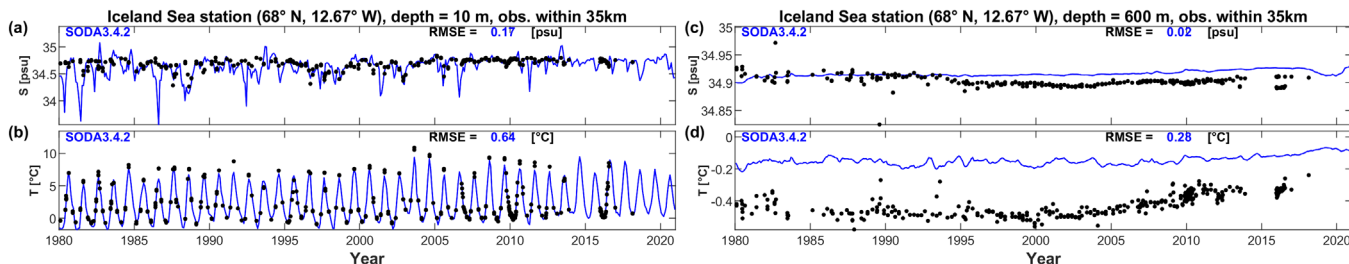 Iceland Sea station (68° N, 12.67° W), depth = 10 m, obs. within 35km
(a)
SODA3.4.2
RMSE = 0.17 [psu]
35
34.5
34
S [psu]
(b)
SODA3.4.2
RMSE = 0.64 [°C]
10
5
0
T [°C]
1980 1985 1990 1995 2000 2005 2010 2015 2020
Year
Iceland Sea station (68° N, 12.67° W), depth = 600 m, obs. within 35km
(c)
SODA3.4.2
RMSE = 0.02 [psu]
35
34.95
34.9
34.85
S [psu]
(d)
SODA3.4.2
RMSE = 0.28 [°C]
0
-0.2
-0.4
T [°C]
1980 1985 1990 1995 2000 2005 2010 2015 2020
Year